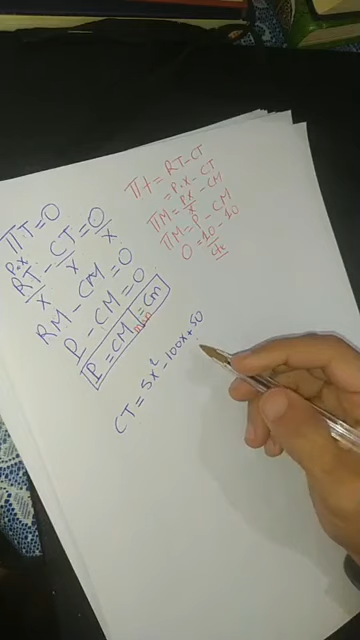 ΠT = 0
P.X
RT/X - CT/X = 0/X
RM - CM = 0
P - CM = 0
P = CM min = Cm
Πt = RT - CT
= P.X - CT
ΠM = PX/X - CM
ΠM = P - CM
0 = 10 - 10
CT = 5X² - 100X + 50